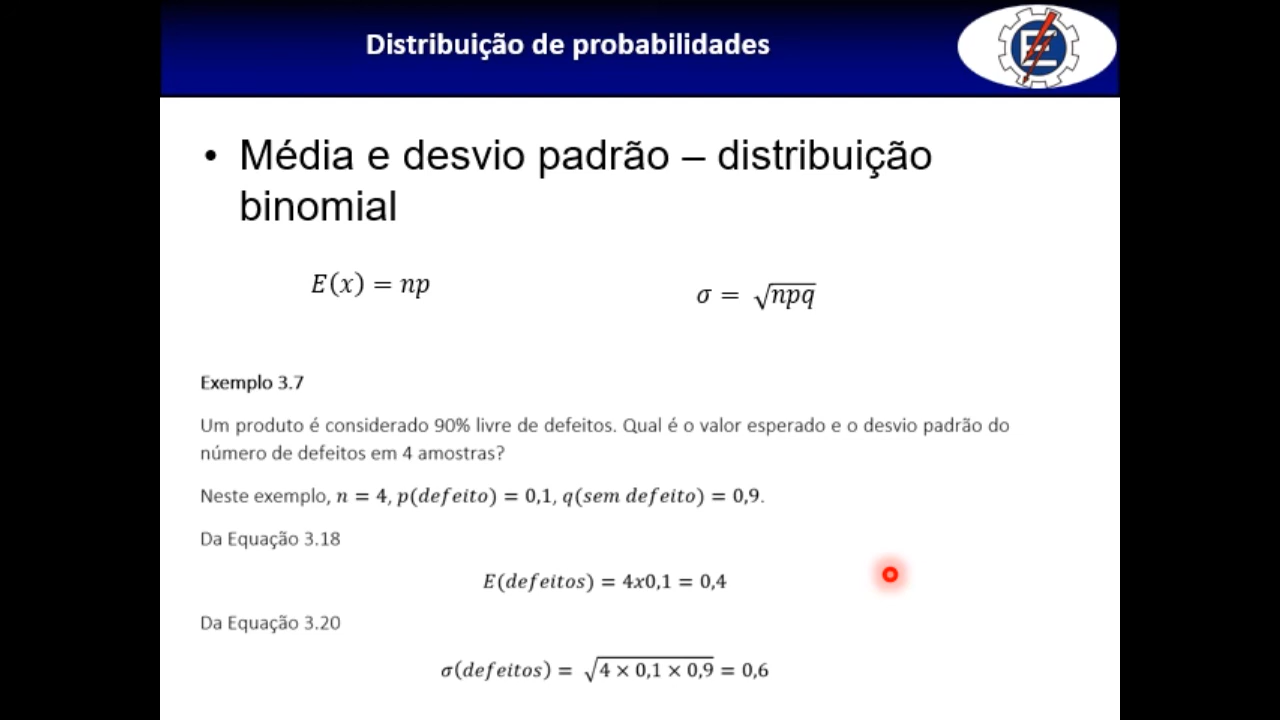 Distribuição de probabilidades
E
• Média e desvio padrão – distribuição
binomial
E(x) = np
σ = √npq
Exemplo 3.7
Um produto é considerado 90% livre de defeitos. Qual é o valor esperado e o desvio padrão do
número de defeitos em 4 amostras?
Neste exemplo, n = 4, p(defeito) = 0,1, q(sem defeito) = 0,9.
Da Equação 3.18
E(defeitos) = 4x0,1 = 0,4
Da Equação 3.20
σ(defeitos) = √4 × 0,1 × 0,9 = 0,6